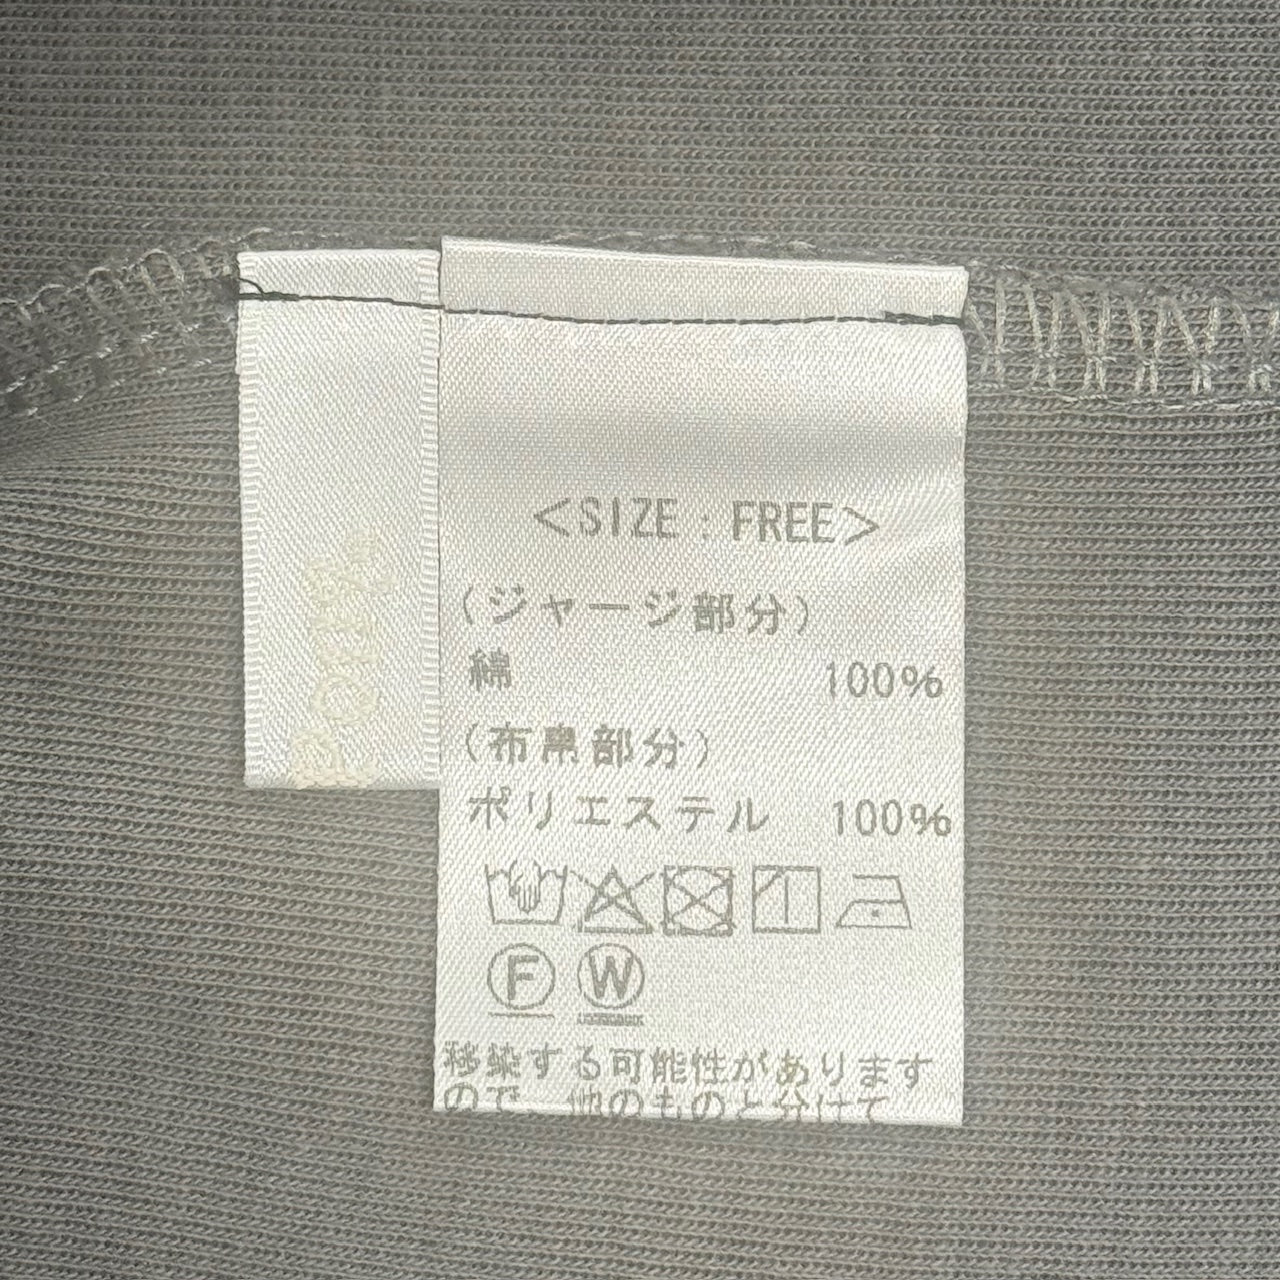 <SIZE : FREE>
(ジャージ部分)
綿 100%
(布帛部分)
ポリエステル 100%
F W
移染する可能性があります
ので、他のものと分けて